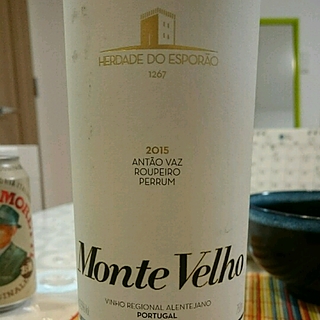 HERDADE DO ESPORÃO
1267
2015
ANTÃO VAZ
ROUPEIRO
PERRUM
Monte Velho
VINHO REGIONAL ALENTEJANO
PORTUGAL